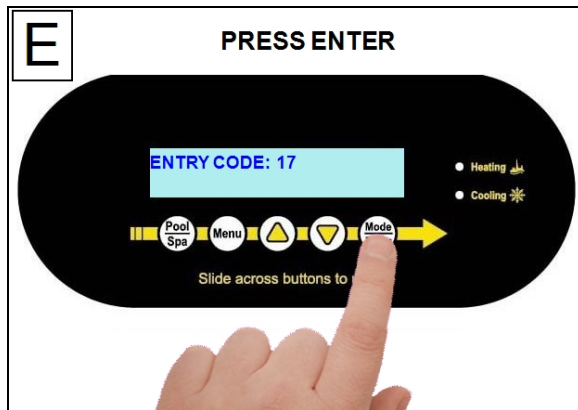 E
PRESS ENTER
ENTRY CODE: 17
Heating
Cooling
Pool
Spa
Menu
Mode
Slide across buttons to